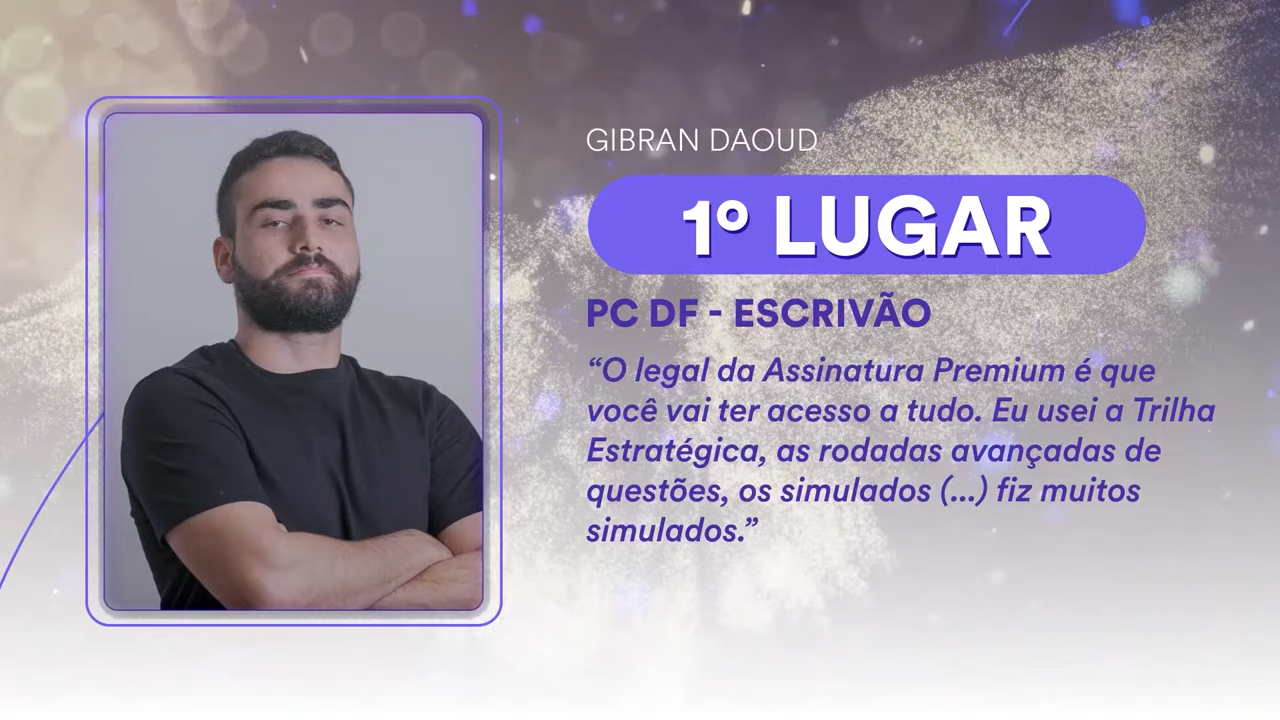 GIBRAN DAOUD
1º LUGAR
PC DF - ESCRIVÃO
“O legal da Assinatura Premium é que
você vai ter acesso a tudo. Eu usei a Trilha
Estratégica, as rodadas avançadas de
questões, os simulados (...) fiz muitos
simulados.”